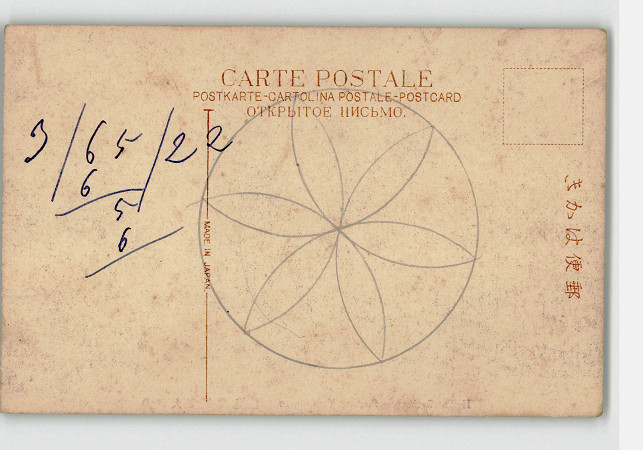 CARTE POSTALE
POSTKARTE-CARTOLINA POSTALE-POSTCARD
ОТКРЫТОЕ ПИСЬМО.
3/65/22
6
5
6
MADE IN JAPAN
郵便はかき